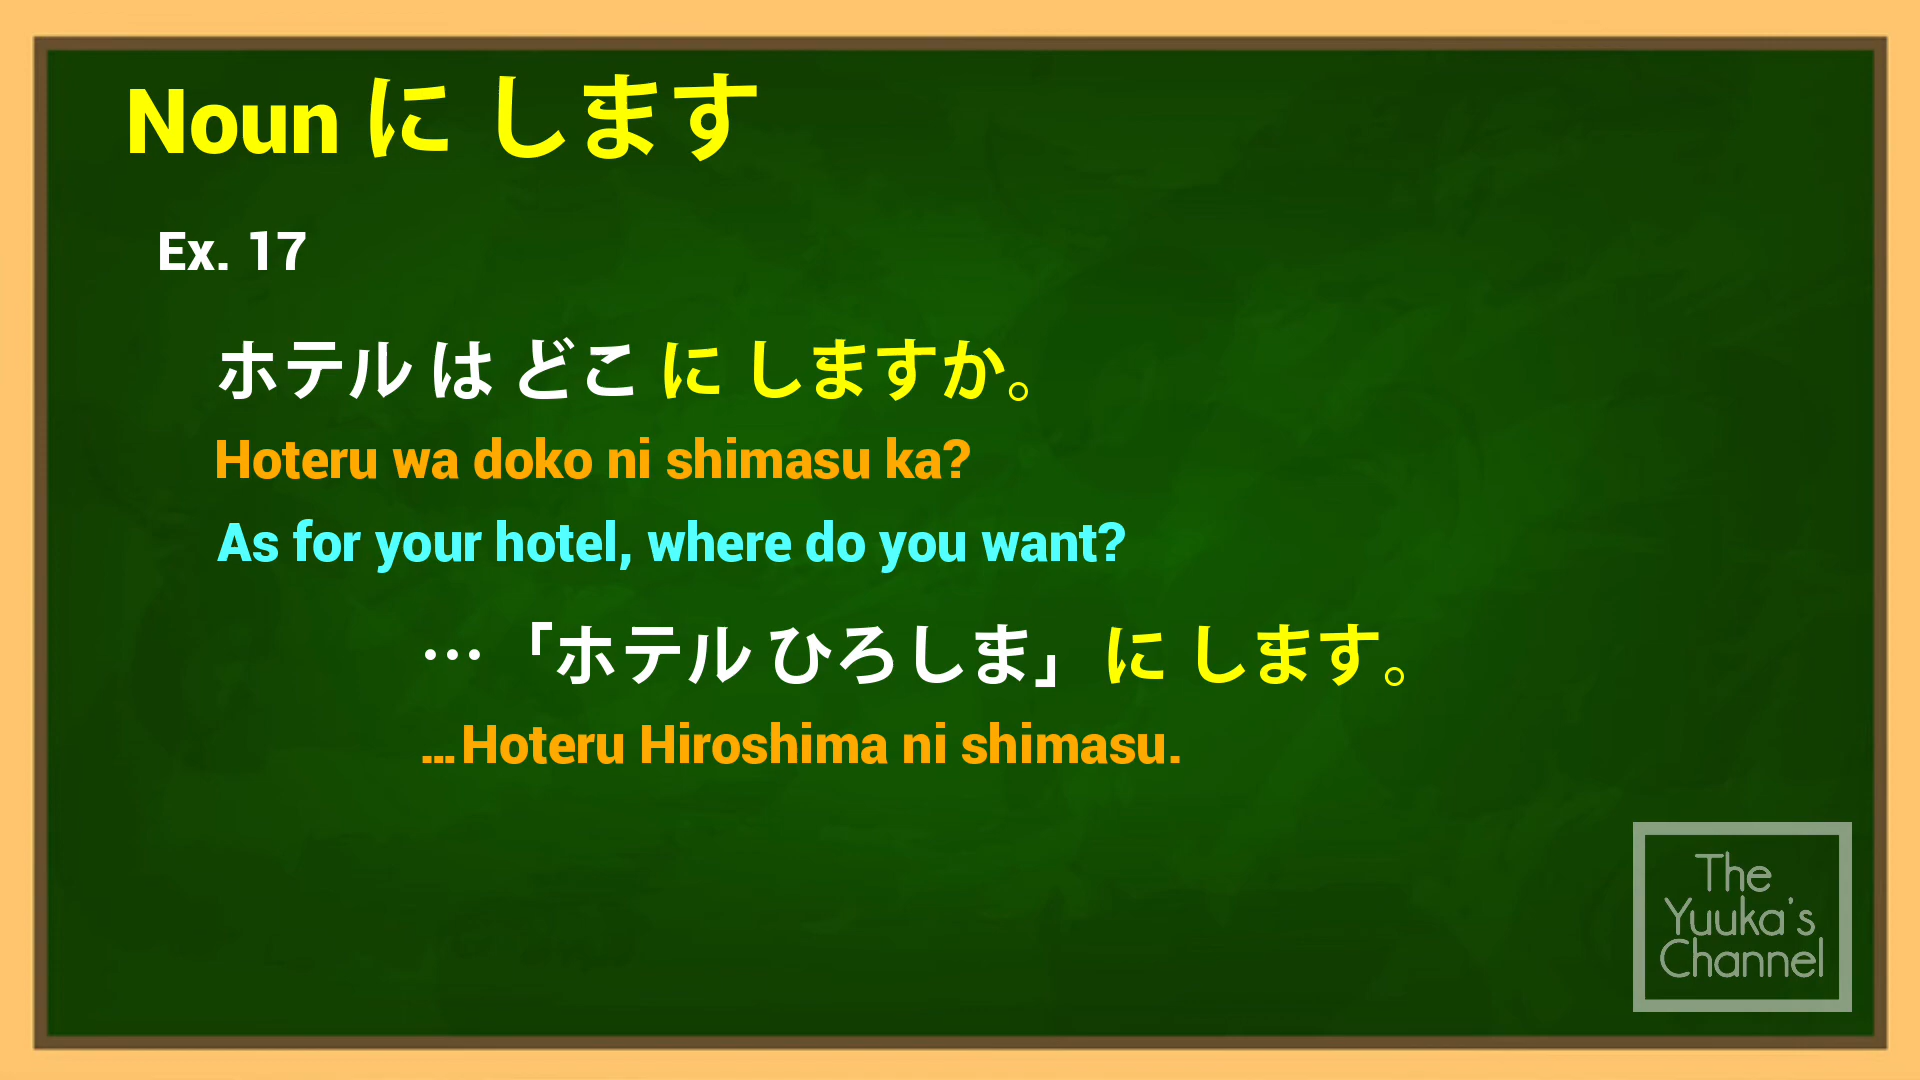 Noun に します
Ex. 17
ホテル は どこ に しますか。
Hoteru wa doko ni shimasu ka?
As for your hotel, where do you want?
…「ホテル ひろしま」に します。
...Hoteru Hiroshima ni shimasu.
The
Yuuka's
Channel